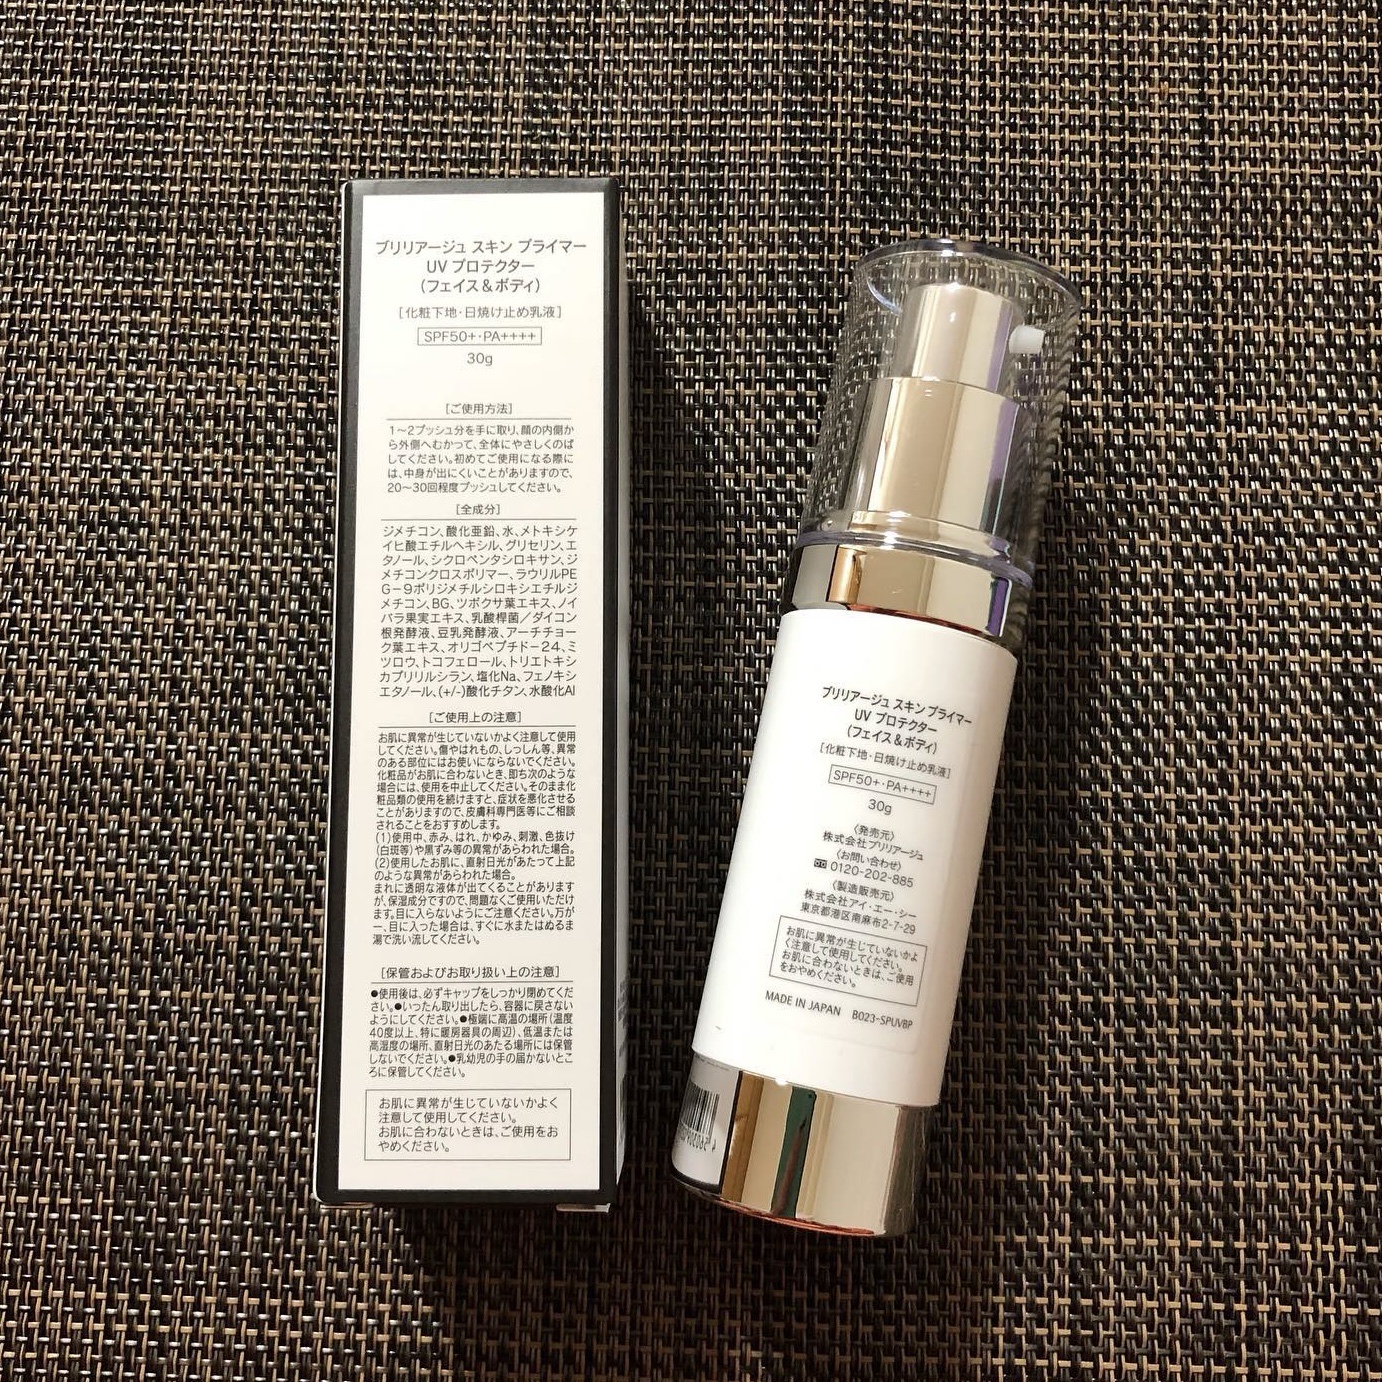 ブリリアージュ スキン プライマー
UV プロテクター
(フェイス&ボディ)
[化粧下地・日焼け止め乳液]
SPF50+・PA++++
30g
[ご使用方法]
1〜2プッシュ分を手に取り、顔の内側か
ら外側へむかって、全体にやさしくのば
してください。初めてご使用になる際に
は、中身が出にくいことがありますので、
20〜30回程度プッシュしてください。
[全成分]
ジメチコン、酸化亜鉛、水、メトキシケ
イヒ酸エチルヘキシル、グリセリン、エ
タノール、シクロペンタシロキサン、ジ
メチコンクロスポリマー、ラウリルPE
G-9ポリジメチルシロキシエチルジ
メチコン、BG、ツボクサ葉エキス、ノイ
バラ果実エキス、乳酸桿菌/ダイコン
根発酵液、豆乳発酵液、アーチチョー
ク葉エキス、オリゴペプチド-24、ミ
ツロウ、トコフェロール、トリエトキシ
カプリリルシラン、塩化Na、フェノキシ
エタノール、(+/-)酸化チタン、水酸化Al
[ご使用上の注意]
お肌に異常が生じていないかよく注意して使用
してください。傷やはれもの、しっしん等、異常
のある部位にはお使いにならないでください。
化粧品がお肌に合わないとき、即ち次のような
場合には、使用を中止してください。そのまま化
粧品類の使用を続けますと、症状を悪化させる
ことがありますので、皮膚科専門医等にご相談
されることをおすすめします。
(1)使用中、赤み、はれ、かゆみ、刺激、色抜け
(白斑等)や黒ずみ等の異常があらわれた場合。
(2)使用したお肌に、直射日光があたって上記
のような異常があらわれた場合。
まれに透明な液体が出てくることがあります
が、保湿成分ですので、問題なくご使用いただけ
ます。目に入らないようにご注意ください。万が
一、目に入った場合は、すぐに水またはぬるま
湯で洗い流してください。
[保管およびお取り扱い上の注意]
●使用後は、必ずキャップをしっかり閉めてくだ
さい。●いったん取り出したら、容器に戻さない
ようにしてください。●極端に高温の場所(温度
40度以上、特に暖房器具の周辺)、低温または
高湿度の場所、直射日光のあたる場所には保管
しないでください。●乳幼児の手の届かないとこ
ろに保管してください。
お肌に異常が生じていないかよく
注意して使用してください。
お肌に合わないときは、ご使用をお
やめください。
ブリリアージュ スキン プライマー
UV プロテクター
(フェイス&ボディ)
[化粧下地・日焼け止め乳液]
SPF50+・PA++++
30g
〈発売元〉
株式会社ブリリアージュ
〈お問い合わせ〉
0120-202-885
〈製造販売元〉
株式会社アイ・エー・シー
東京都港区南麻布2-7-29
お肌に異常が生じていないかよ
く注意して使用してください。
お肌に合わないときは、ご使用
をおやめください。
MADE IN JAPAN B023-SPUVBP